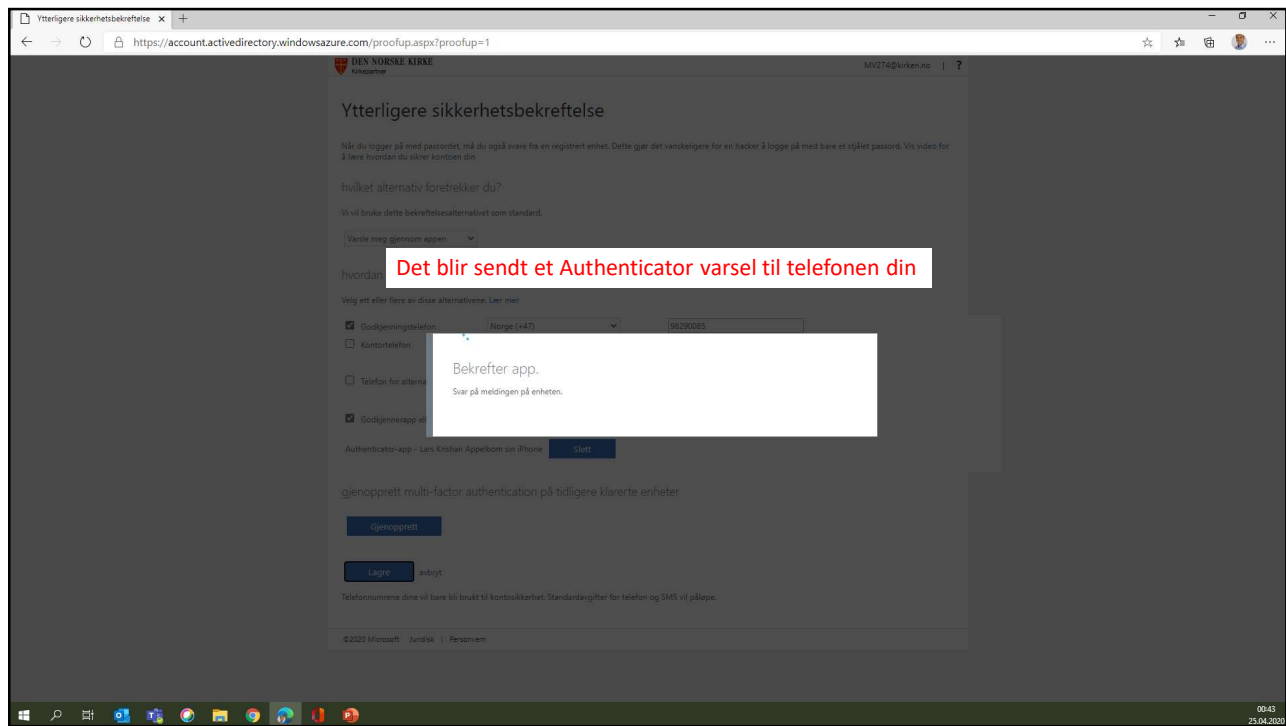 Ytterligere sikkerhetsbekreftelse
https://account.activedirectory.windowsazure.com/proofup.aspx?proofup=1
DEN NORSKE KIRKE
Kirkepartner
MV274@kirken.no | ?
Ytterligere sikkerhetsbekreftelse
Når du logger på med passordet, må du også svare fra en registrert enhet. Dette gjør det vanskeligere for en hacker å logge på med bare et stjålet passord. Vis video for
å lære hvordan du sikrer kontoen din
hvilket alternativ foretrekker du?
Vi vil bruke dette bekreftelsesalternativet som standard.
Varsle meg gjennom appen
Det blir sendt et Authenticator varsel til telefonen din
hvordan
Velg ett eller flere av disse alternativene. Lær mer
Godkjenningstelefon Norge (+47) 98290085
Kontortelefon
Bekrefter app.
Telefon for alterna
Svar på meldingen på enheten.
Godkjennerapp el
Authenticator-app - Lars Kristian Appelbom sin iPhone Slett
gjenopprett multi-factor authentication på tidligere klarerte enheter
Gjenopprett
Lagre avbryt
Telefonnumrene dine vil bare bli brukt til kontosikkerhet. Standardavgifter for telefon og SMS vil påløpe.
©2020 Microsoft Juridisk | Personvern
00:43
25.04.2020